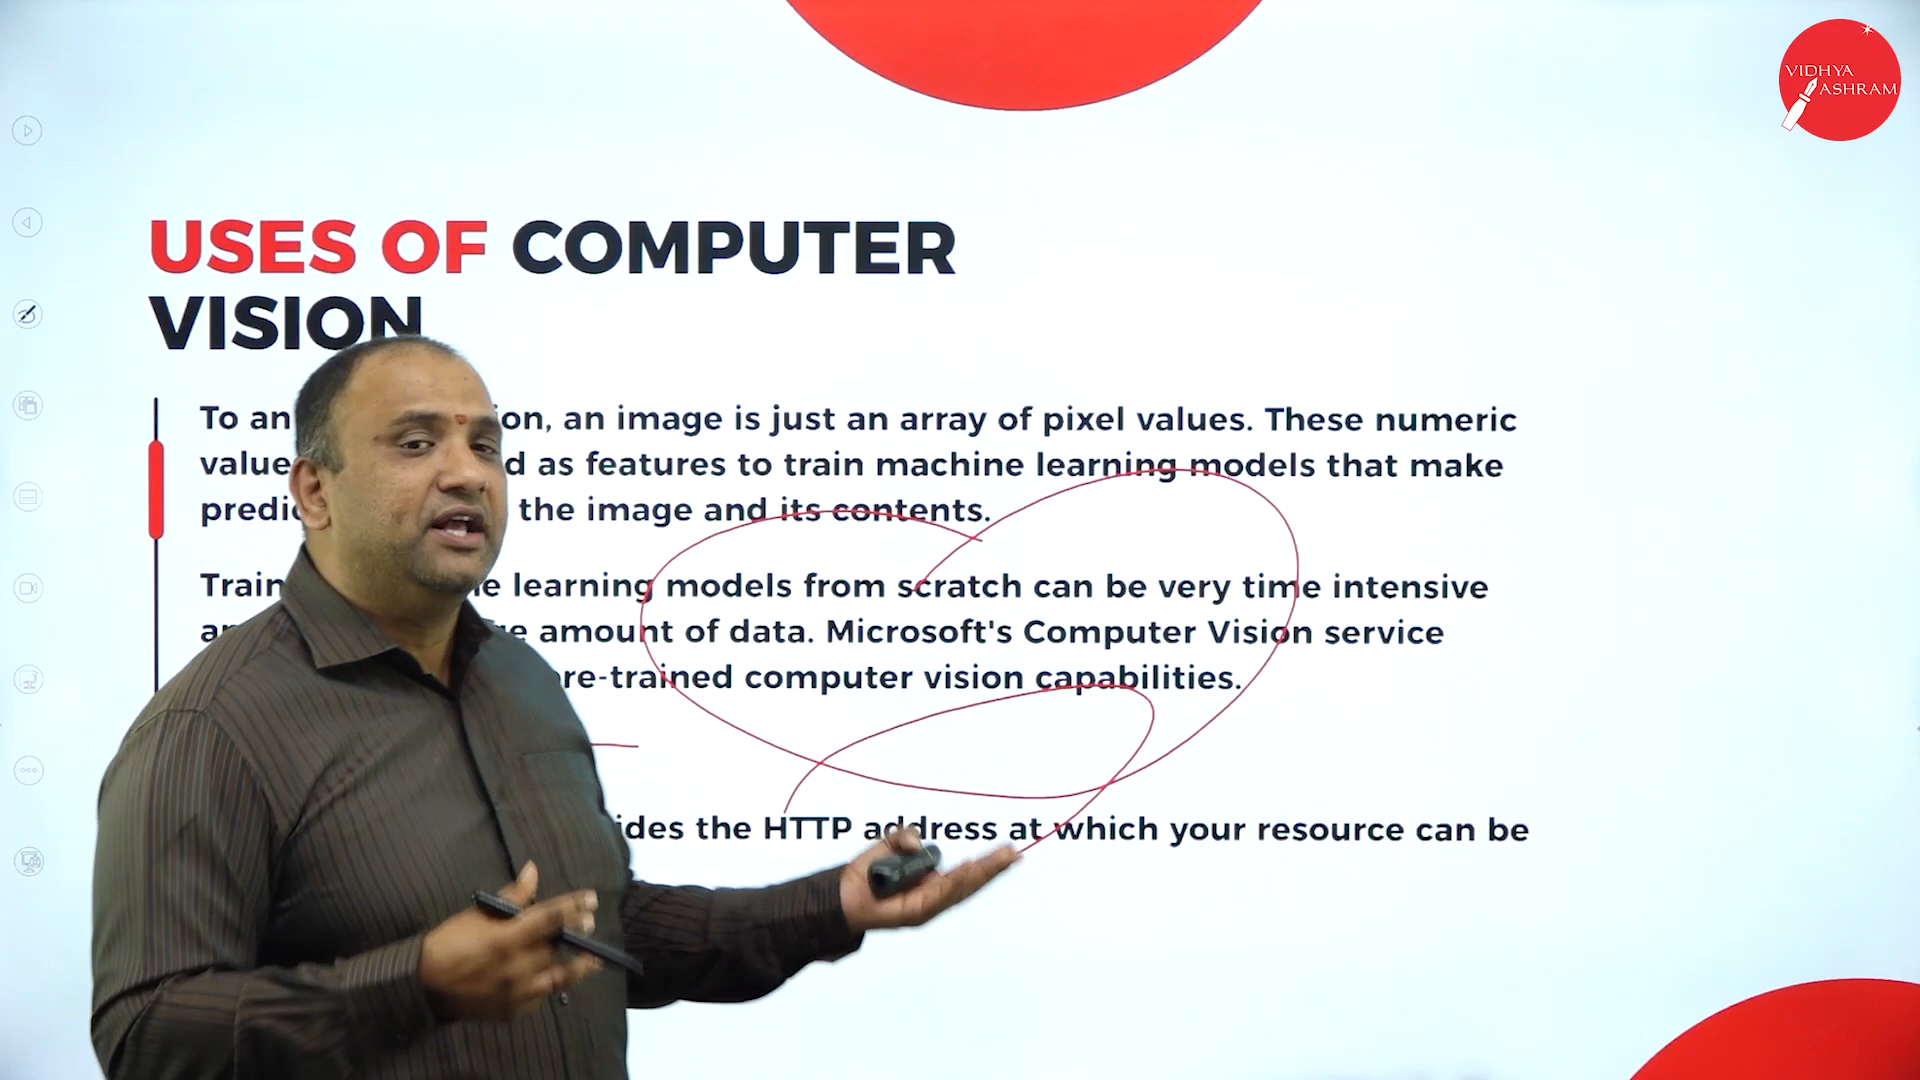 VIDHYA
ASHRAM
USES OF COMPUTER
VISION
To an on, an image is just an array of pixel values. These numeric
value d as features to train machine learning models that make
predic the image and its contents.
Train e learning models from scratch can be very time intensive
amount of data. Microsoft's Computer Vision service
pre-trained computer vision capabilities.
ides the HTTP address at which your resource can be